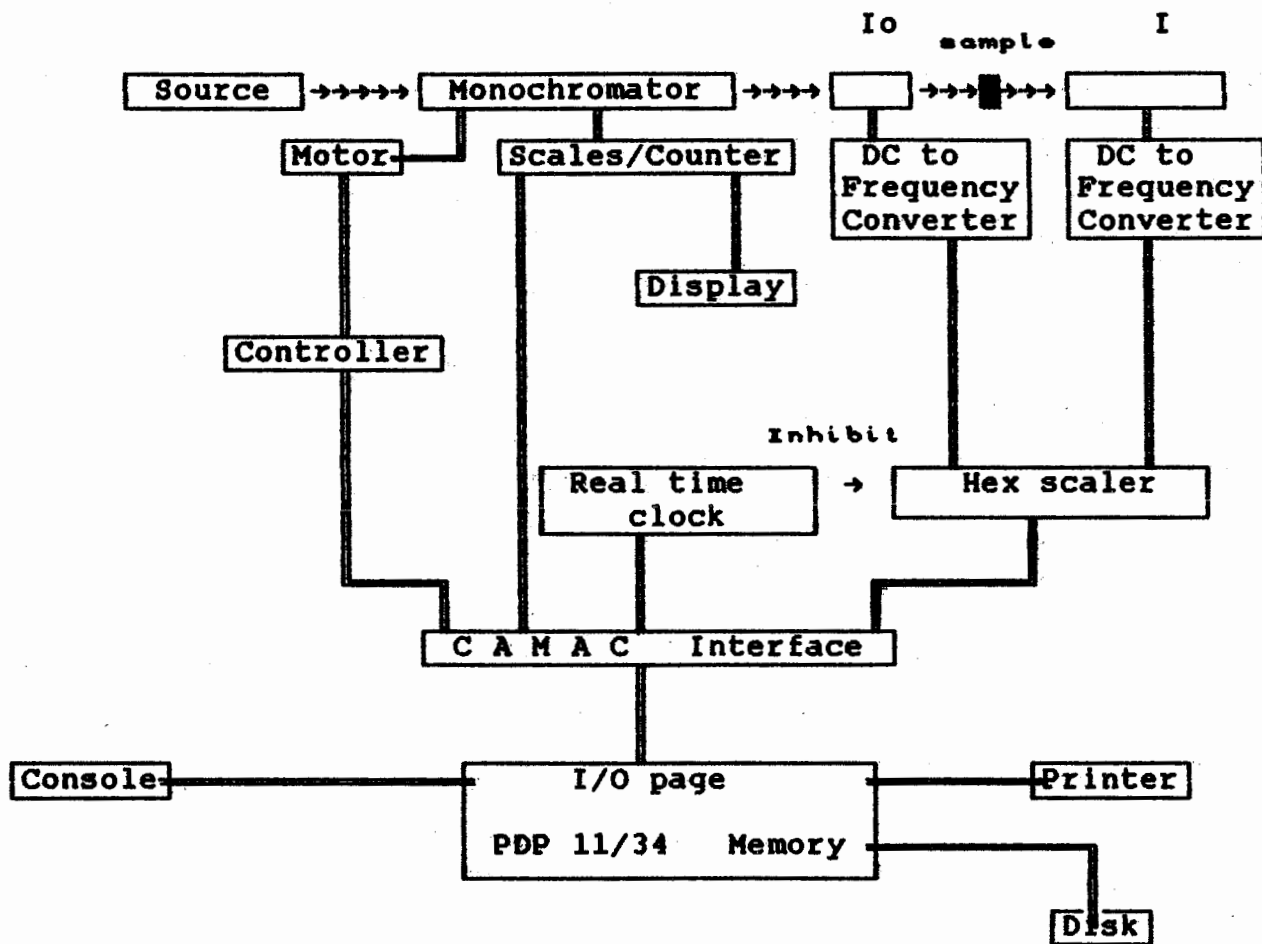 Io I
sample
Source Monochromator
Motor Scales/Counter DC to DC to
Frequency Frequency
Converter Converter
Display
Controller
Inhibit
Real time Hex scaler
clock
C A M A C Interface
Console I/O page Printer
PDP 11/34 Memory
Disk